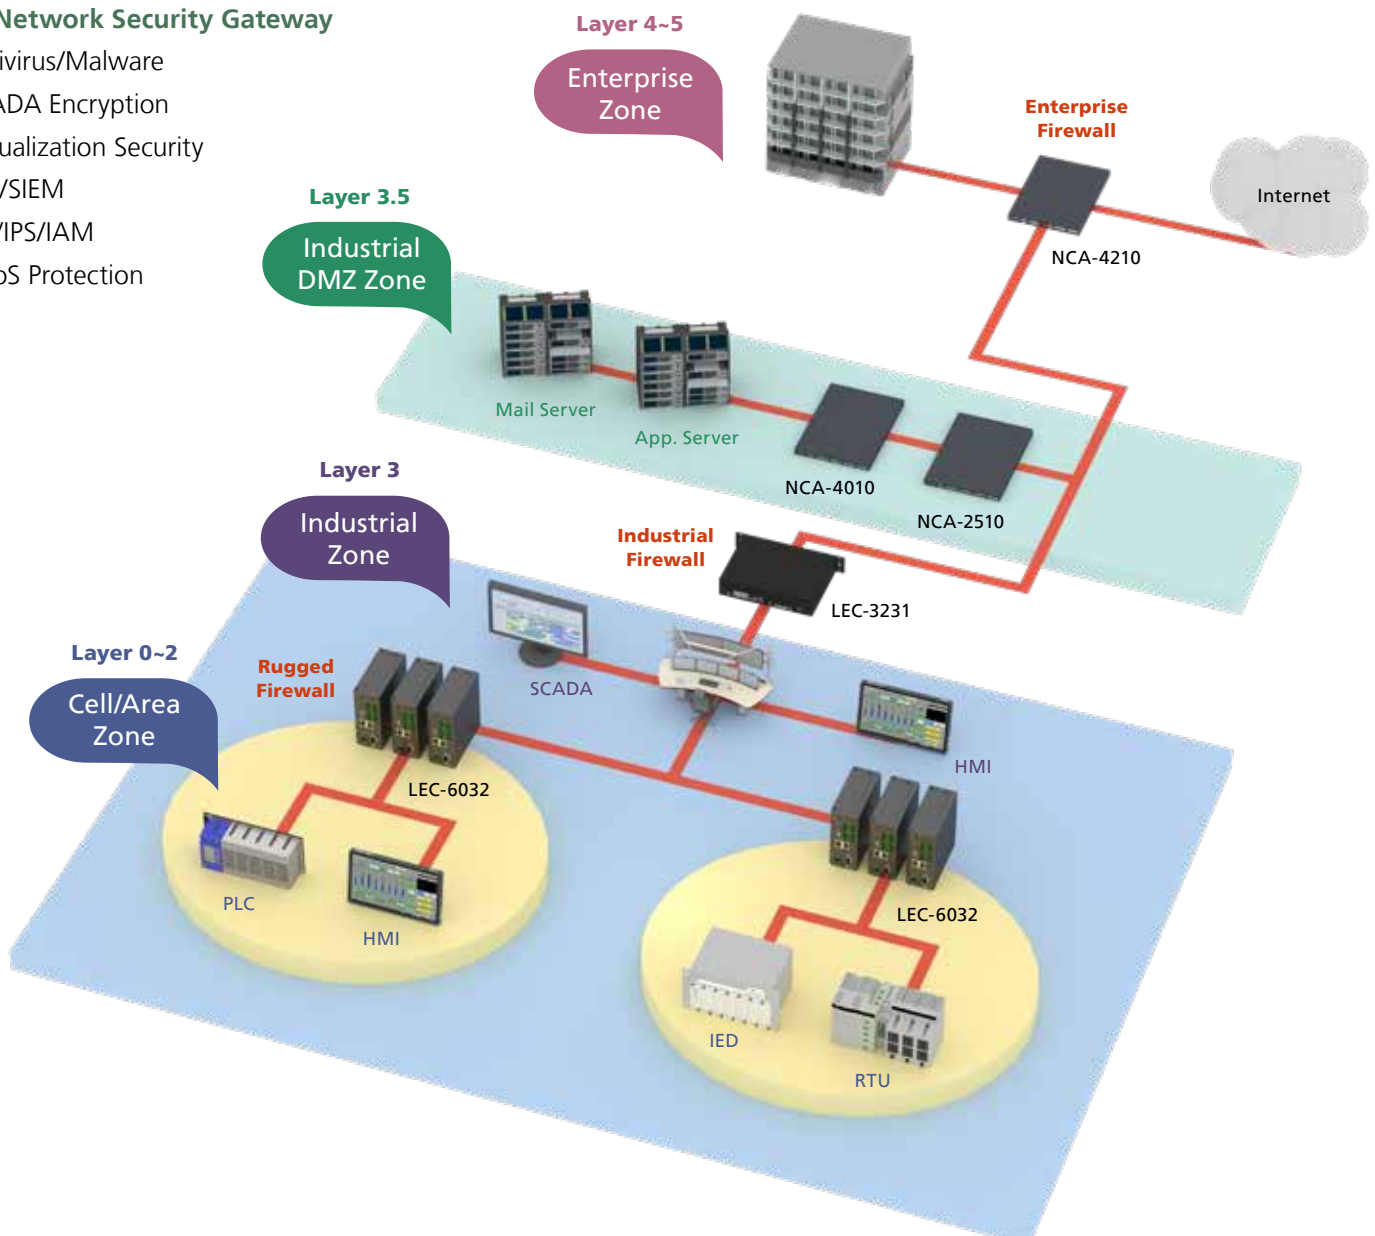 Network Security Gateway
ivirus/Malware
ADA Encryption
ualization Security
/SIEM
/IPS/IAM
oS Protection
Layer 4~5
Enterprise
Zone
Enterprise
Firewall
Internet
NCA-4210
Layer 3.5
Industrial
DMZ Zone
Mail Server
App. Server
NCA-4010
NCA-2510
Layer 3
Industrial
Zone
Industrial
Firewall
LEC-3231
SCADA
HMI
Layer 0~2
Cell/Area
Zone
Rugged
Firewall
LEC-6032
PLC
HMI
LEC-6032
IED
RTU